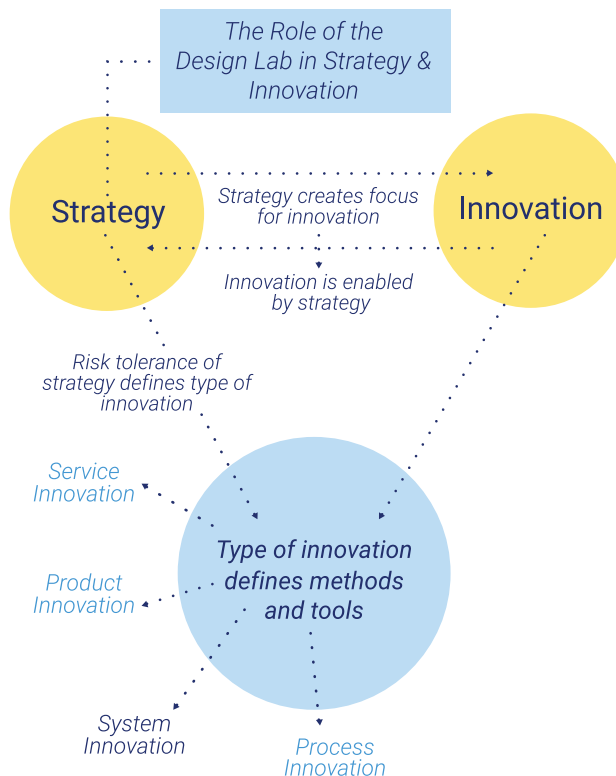 The Role of the
Design Lab in Strategy &
Innovation
Strategy
Innovation
Strategy creates focus
for innovation
Innovation is enabled
by strategy
Risk tolerance of
strategy defines type of
innovation
Service
Innovation
Type of innovation
defines methods
and tools
Product
Innovation
System
Innovation
Process
Innovation